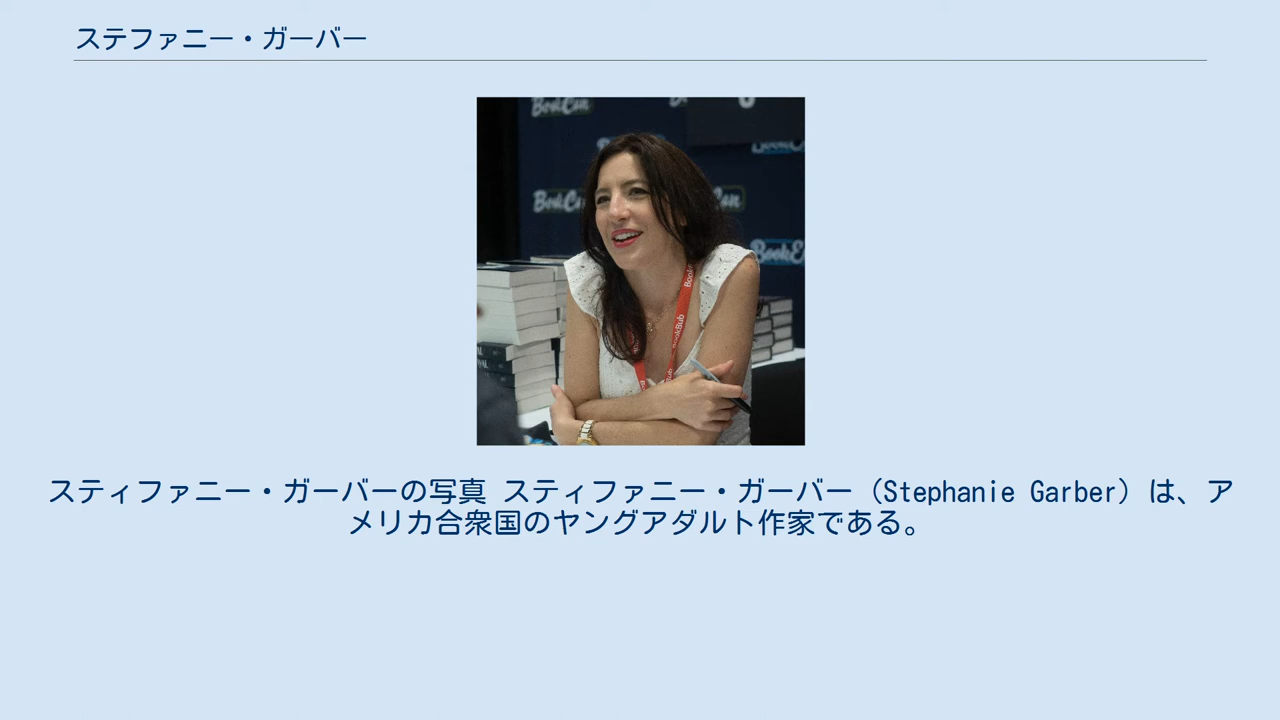 ステファニー・ガーバー
BookCon
BookCon
BookSub
スティファニー・ガーバーの写真 スティファニー・ガーバー（Stephanie Garber）は、ア
メリカ合衆国のヤングアダルト作家である。